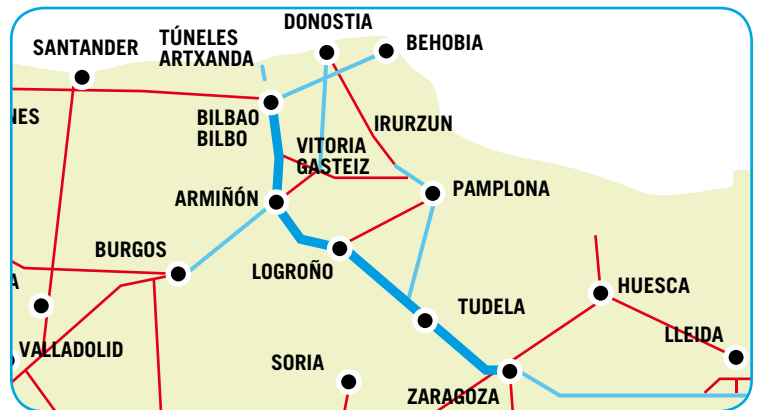 DONOSTIA
SANTANDER
TÚNELES
ARTXANDA
BEHOBIA
NES
BILBAO
BILBO
IRURZUN
VITORIA
GASTEIZ
ARMIÑÓN
PAMPLONA
BURGOS
LOGROÑO
A
HUESCA
TUDELA
LLEIDA
VALLADOLID
SORIA
ZARAGOZA